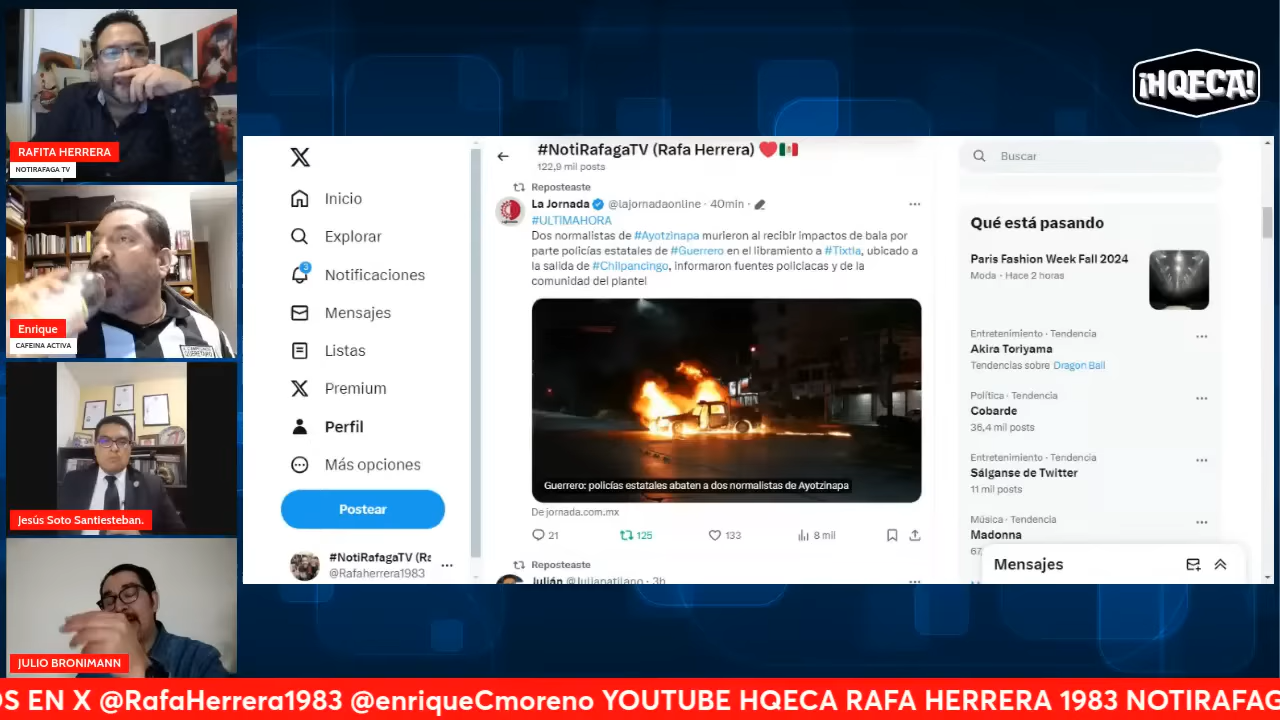 RAFITA HERRERA
NOTIRAFAGA TV
Enrique
CAFEINA ACTIVA
Jesús Soto Santiesteban.
JULIO BRONIMANN
¡HQECA!
Inicio
Explorar
3
Notificaciones
Mensajes
Listas
Premium
Perfil
Más opciones
Postear
#NotiRafagaTV (Ra
@Rafaherrera1983
#NotiRafagaTV (Rafa Herrera) ❤️🇲🇽
122,9 mil posts
Reposteaste
La Jornada @lajornadaonline · 40min ·
#ULTIMAHORA
Dos normalistas de #Ayotzinapa murieron al recibir impactos de bala por
parte policías estatales de #Guerrero en el libramiento a #Tixtla, ubicado a
la salida de #Chilpancingo, informaron fuentes policiacas y de la
comunidad del plantel
Guerrero: policías estatales abaten a dos normalistas de Ayotzinapa
De jornada.com.mx
21 125 133 8 mil
Reposteaste
Julián @Julianatilano · 3h
Buscar
Qué está pasando
Paris Fashion Week Fall 2024
Moda · Hace 2 horas
Entretenimiento · Tendencia
Akira Toriyama
Tendencias sobre Dragon Ball
Política · Tendencia
Cobarde
36,4 mil posts
Entretenimiento · Tendencia
Sálganse de Twitter
11 mil posts
Música · Tendencia
Madonna
Mensajes
OS EN X @RafaHerrera1983 @enriqueCmoreno YOUTUBE HQECA RAFA HERRERA 1983 NOTIRAFAG